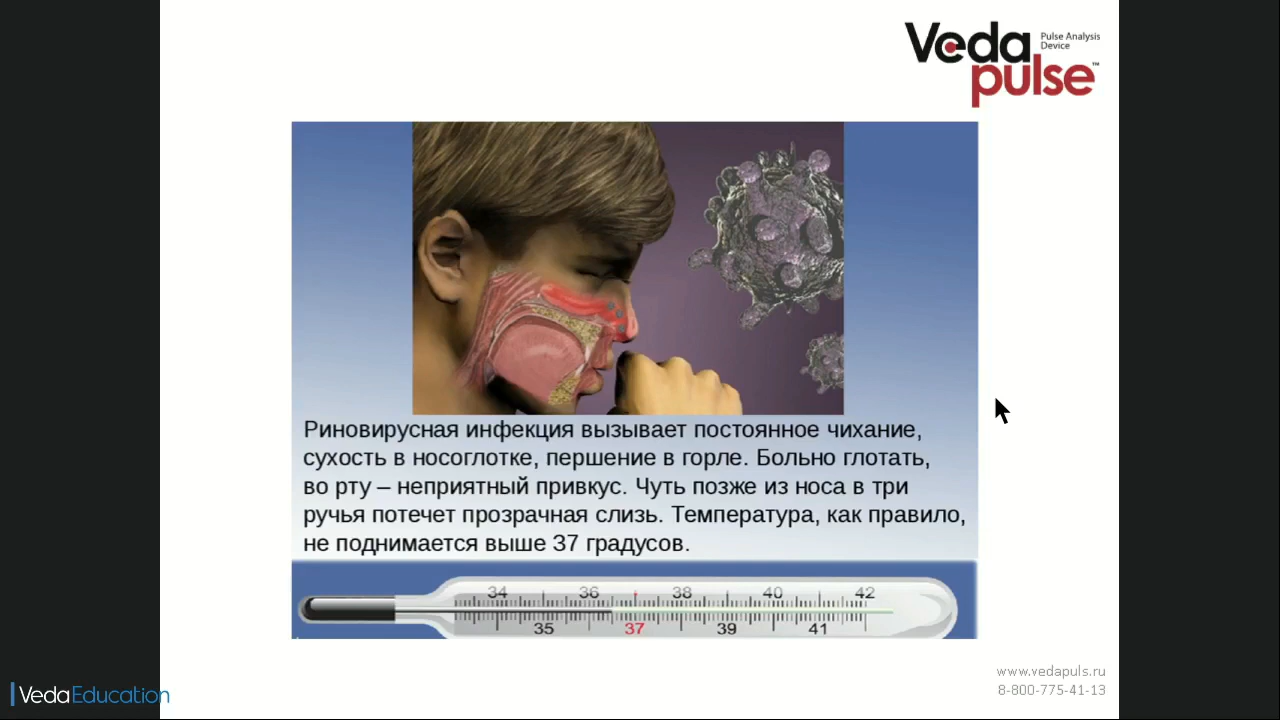 Veda
Pulse Analysis
Device
pulse™
Риновирусная инфекция вызывает постоянное чихание,
сухость в носоглотке, першение в горле. Больно глотать,
во рту – неприятный привкус. Чуть позже из носа в три
ручья потечет прозрачная слизь. Температура, как правило,
не поднимается выше 37 градусов.
34 36 38 40 42
35 37 39 41
www.vedapuls.ru
8-800-775-41-13
VedaEducation